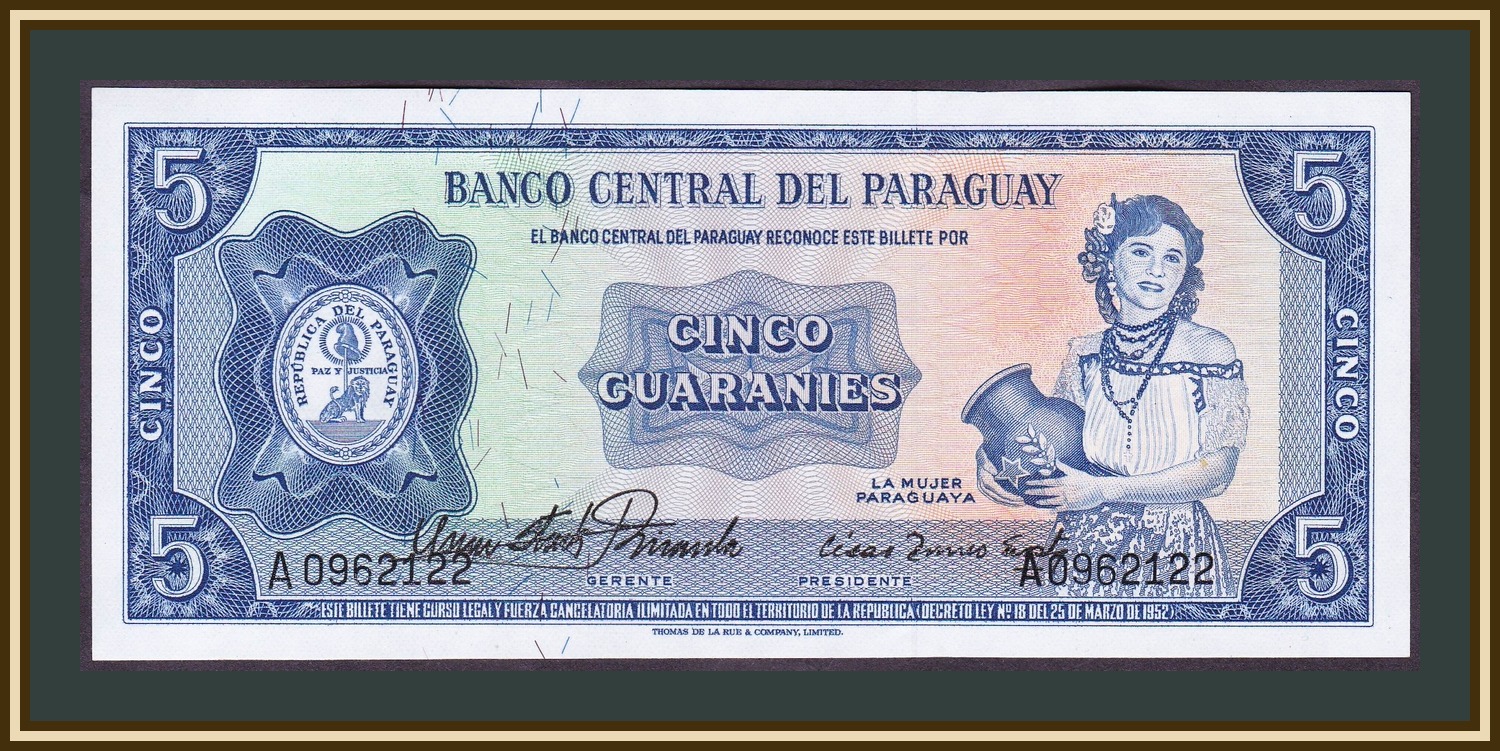 5
5
BANCO CENTRAL DEL PARAGUAY
EL BANCO CENTRAL DEL PARAGUAY RECONOCE ESTE BILLETE POR
CINCO
REPÚBLICA DEL PARAGUAY
PAZ Y JUSTICIA
CINCO
GUARANIES
CINCO
LA MUJER
PARAGUAYA
5
5
A 0962122
GERENTE
PRESIDENTE
A0962122
ESTE BILLETE TIENE CURSO LEGAL Y FUERZA CANCELATORIA ILIMITADA EN TODO EL TERRITORIO DE LA REPUBLICA (DECRETO LEY Nº 18 DEL 25 DE MARZO DE 1952)
THOMAS DE LA RUE & COMPANY, LIMITED.